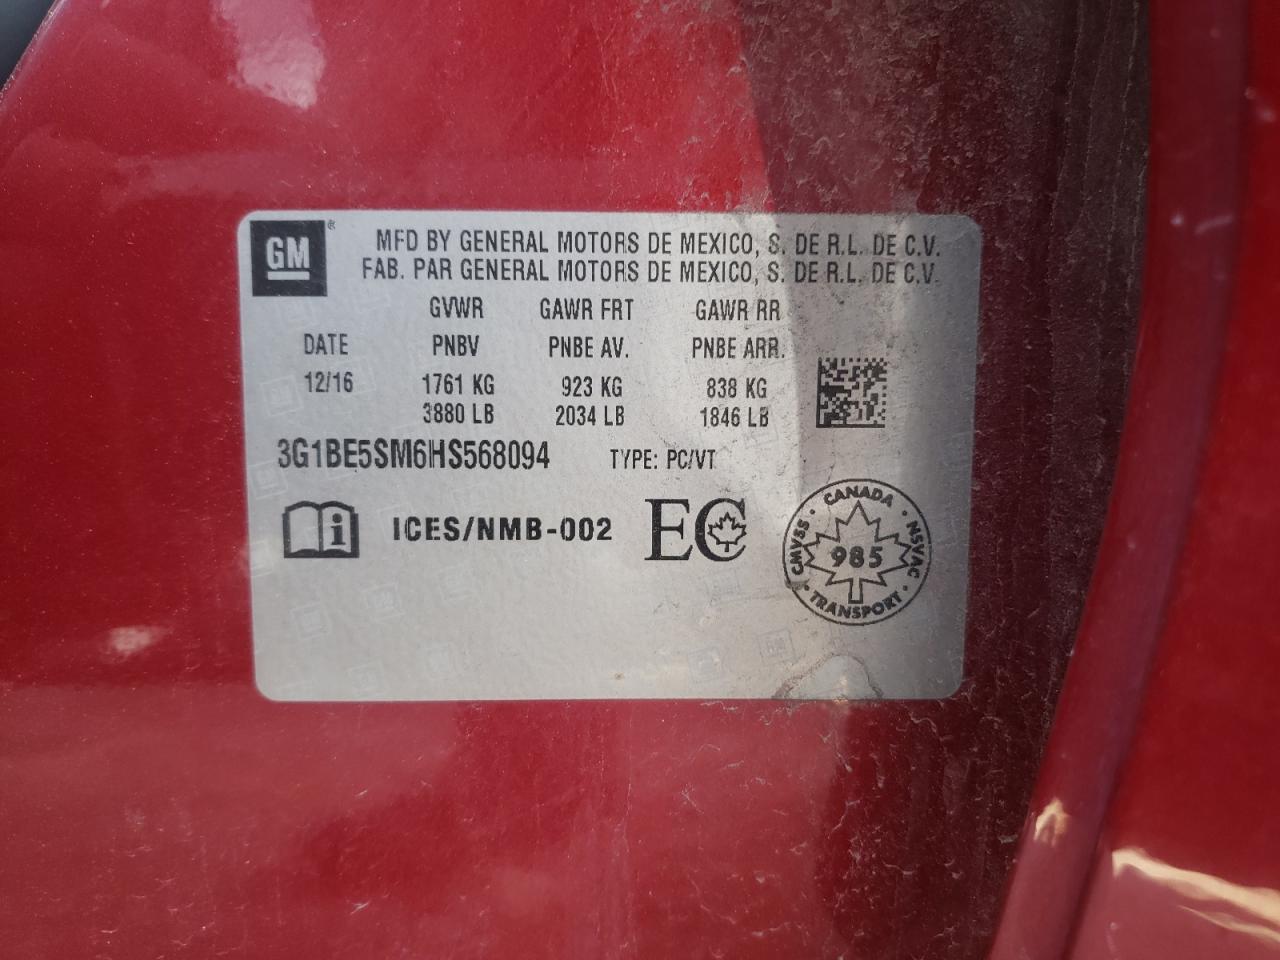 GM ®
MFD BY GENERAL MOTORS DE MEXICO, S. DE R.L. DE C.V.
FAB. PAR GENERAL MOTORS DE MEXICO, S. DE R.L. DE C.V.
GVWR GAWR FRT GAWR RR
DATE PNBV PNBE AV. PNBE ARR.
12/16 1761 KG 923 KG 838 KG
3880 LB 2034 LB 1846 LB
3G1BE5SM6HS568094 TYPE: PC/VT
i ICES/NMB-002 EC
CANADA
CMVSS · 985 · NSVAC
TRANSPORT